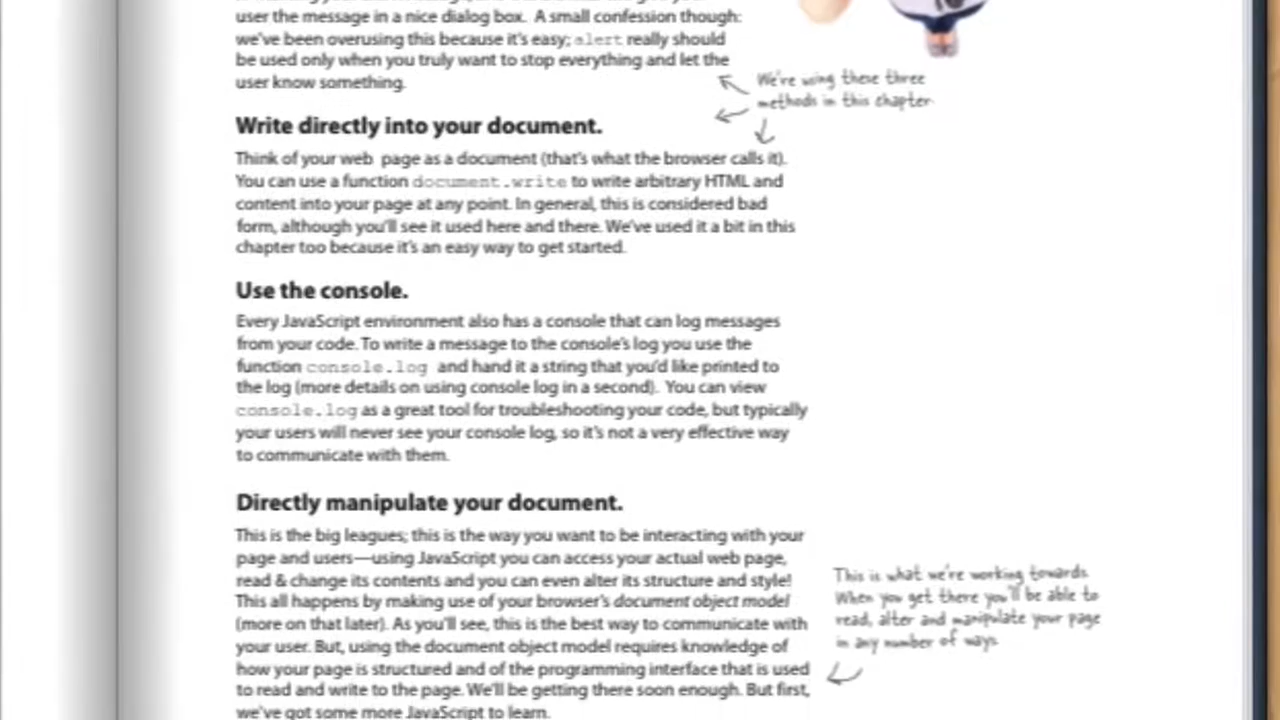 user the message in a nice dialog box. A small confession though:
we've been overusing this because it's easy; alert really should
be used only when you truly want to stop everything and let the
user know something.
We're using these three
methods in this chapter.
Write directly into your document.
Think of your web page as a document (that's what the browser calls it).
You can use a function document.write to write arbitrary HTML and
content into your page at any point. In general, this is considered bad
form, although you'll see it used here and there. We've used it a bit in this
chapter too because it's an easy way to get started.
Use the console.
Every JavaScript environment also has a console that can log messages
from your code. To write a message to the console's log you use the
function console.log and hand it a string that you'd like printed to
the log (more details on using console log in a second). You can view
console.log as a great tool for troubleshooting your code, but typically
your users will never see your console log, so it's not a very effective way
to communicate with them.
Directly manipulate your document.
This is the big leagues; this is the way you want to be interacting with your
page and users—using JavaScript you can access your actual web page,
read & change its contents and you can even alter its structure and style!
This all happens by making use of your browser's document object model
(more on that later). As you'll see, this is the best way to communicate with
your user. But, using the document object model requires knowledge of
how your page is structured and of the programming interface that is used
to read and write to the page. We'll be getting there soon enough. But first,
we've got some more JavaScript to learn.
This is what we're working towards.
When you get there you'll be able to
read, alter and manipulate your page
in any number of ways.